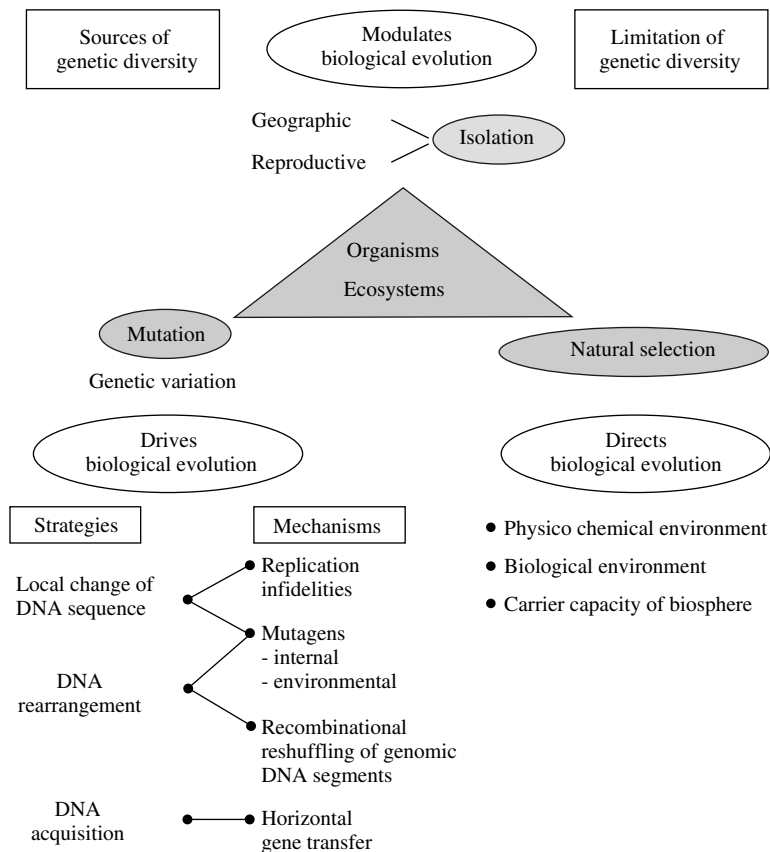 Sources of
genetic diversity
Modulates
biological evolution
Limitation of
genetic diversity
Geographic
Reproductive
Isolation
Organisms
Ecosystems
Mutation
Genetic variation
Natural selection
Drives
biological evolution
Directs
biological evolution
Strategies
Mechanisms
Local change of
DNA sequence
DNA
rearrangement
DNA
acquisition
Replication
infidelities
Mutagens
- internal
- environmental
Recombinational
reshuffling of genomic
DNA segments
Horizontal
gene transfer
• Physico chemical environment
• Biological environment
• Carrier capacity of biosphere